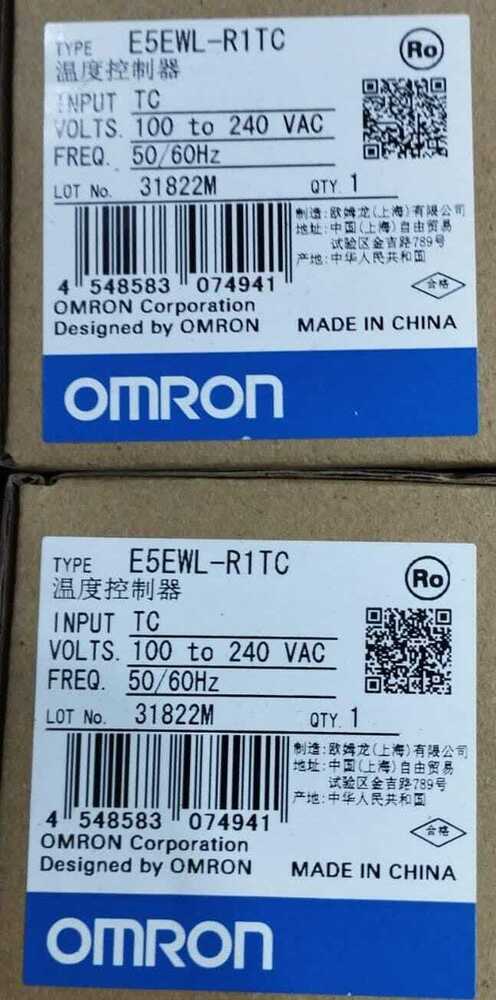 TYPE E5EWL-R1TC
Ro
温度控制器
INPUT TC
VOLTS. 100 to 240 VAC
FREQ. 50/60Hz
LOT No. 31822M QTY. 1
制造:欧姆龙(上海)有限公司
地址:中国(上海)自由贸易
试验区金吉路789号
产地:中华人民共和国
4 548583 074941
合格
OMRON Corporation
Designed by OMRON MADE IN CHINA
OMRON
TYPE E5EWL-R1TC
Ro
温度控制器
INPUT TC
VOLTS. 100 to 240 VAC
FREQ. 50/60Hz
LOT No. 31822M QTY. 1
制造:欧姆龙(上海)有限公司
地址:中国(上海)自由贸易
试验区金吉路789号
产地:中华人民共和国
4 548583 074941
合格
OMRON Corporation
Designed by OMRON MADE IN CHINA
OMRON